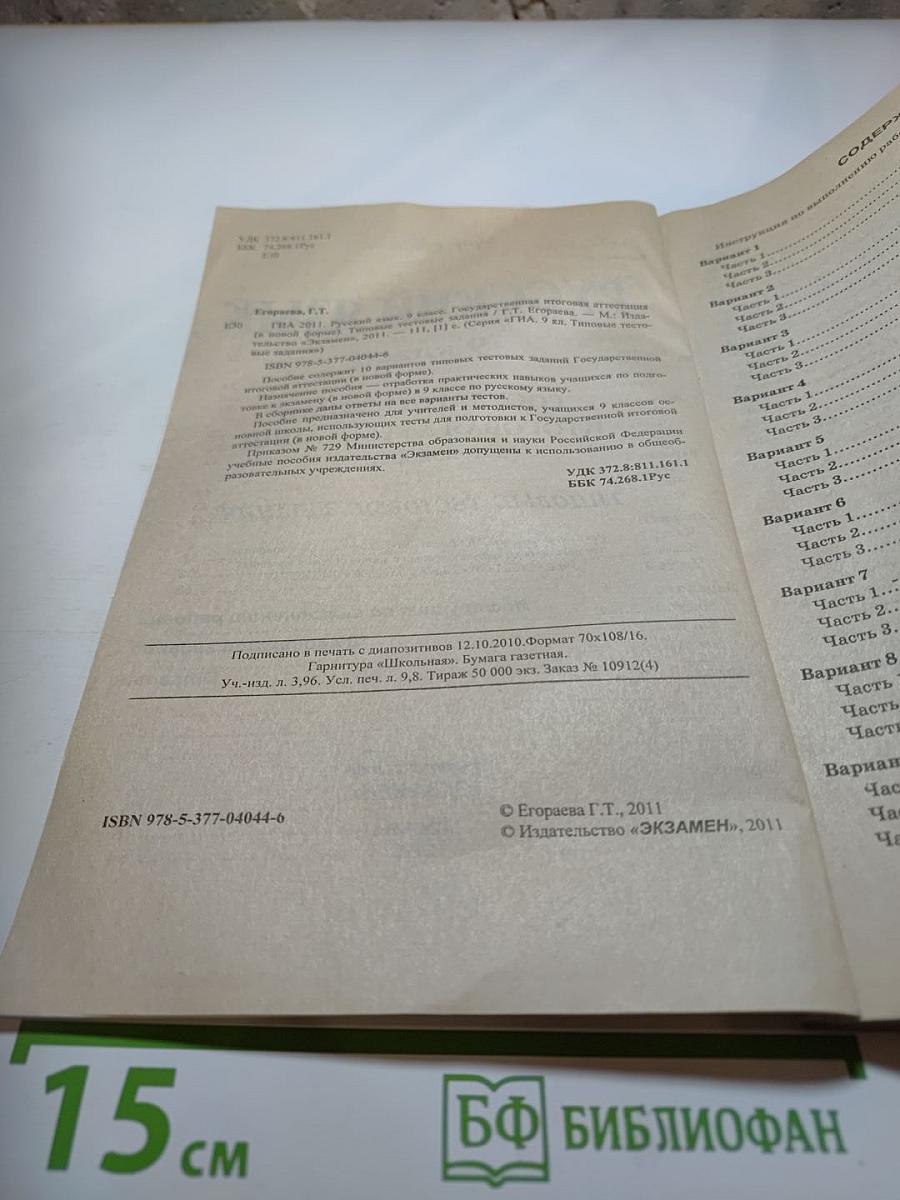 УДК 372.8:811.161.1
ББК 74.268.1Рус
Е30
Егораева, Г.Т.
Е30 ГИА 2011. Русский язык. 9 класс. Государственная итоговая аттестация
(в новой форме). Типовые тестовые задания / Г.Т. Егораева. — М.: Изда-
тельство «Экзамен», 2011. — 111, [1] с. (Серия «ГИА. 9 кл. Типовые тесто-
вые задания»)
ISBN 978-5-377-04044-6
Пособие содержит 10 вариантов типовых тестовых заданий Государственной
итоговой аттестации (в новой форме).
Назначение пособия — отработка практических навыков учащихся по подго-
товке к экзамену (в новой форме) в 9 классе по русскому языку.
В сборнике даны ответы на все варианты тестов.
Пособие предназначено для учителей и методистов, учащихся 9 классов ос-
новной школы, использующих тесты для подготовки к Государственной итоговой
аттестации (в новой форме).
Приказом № 729 Министерства образования и науки Российской Федерации
учебные пособия издательства «Экзамен» допущены к использованию в общеоб-
разовательных учреждениях.
УДК 372.8:811.161.1
ББК 74.268.1Рус
Подписано в печать с диапозитивов 12.10.2010.Формат 70х108/16.
Гарнитура «Школьная». Бумага газетная.
Уч.-изд. л. 3,96. Усл. печ. л. 9,8. Тираж 50 000 экз. Заказ № 10912(4)
ISBN 978-5-377-04044-6
© Егораева Г.Т., 2011
© Издательство «ЭКЗАМЕН», 2011
СОДЕРЖ
Инструкция по выполнению раб
Вариант 1
Часть 1
Часть 2
Часть 3
Вариант 2
Часть 1
Часть 2
Часть 3
Вариант 3
Часть 1
Часть 2
Часть 3
Вариант 4
Часть 1
Часть 2
Часть 3
Вариант 5
Часть 1
Часть 2
Часть 3
Вариант 6
Часть 1
Часть 2
Часть 3
Вариант 7
Часть 1
Часть 2
Часть 3
Вариант 8
Часть
Часть
Часть
Вариан
Час
Ча
Ча
15 см
БФ БИБЛИОФАН